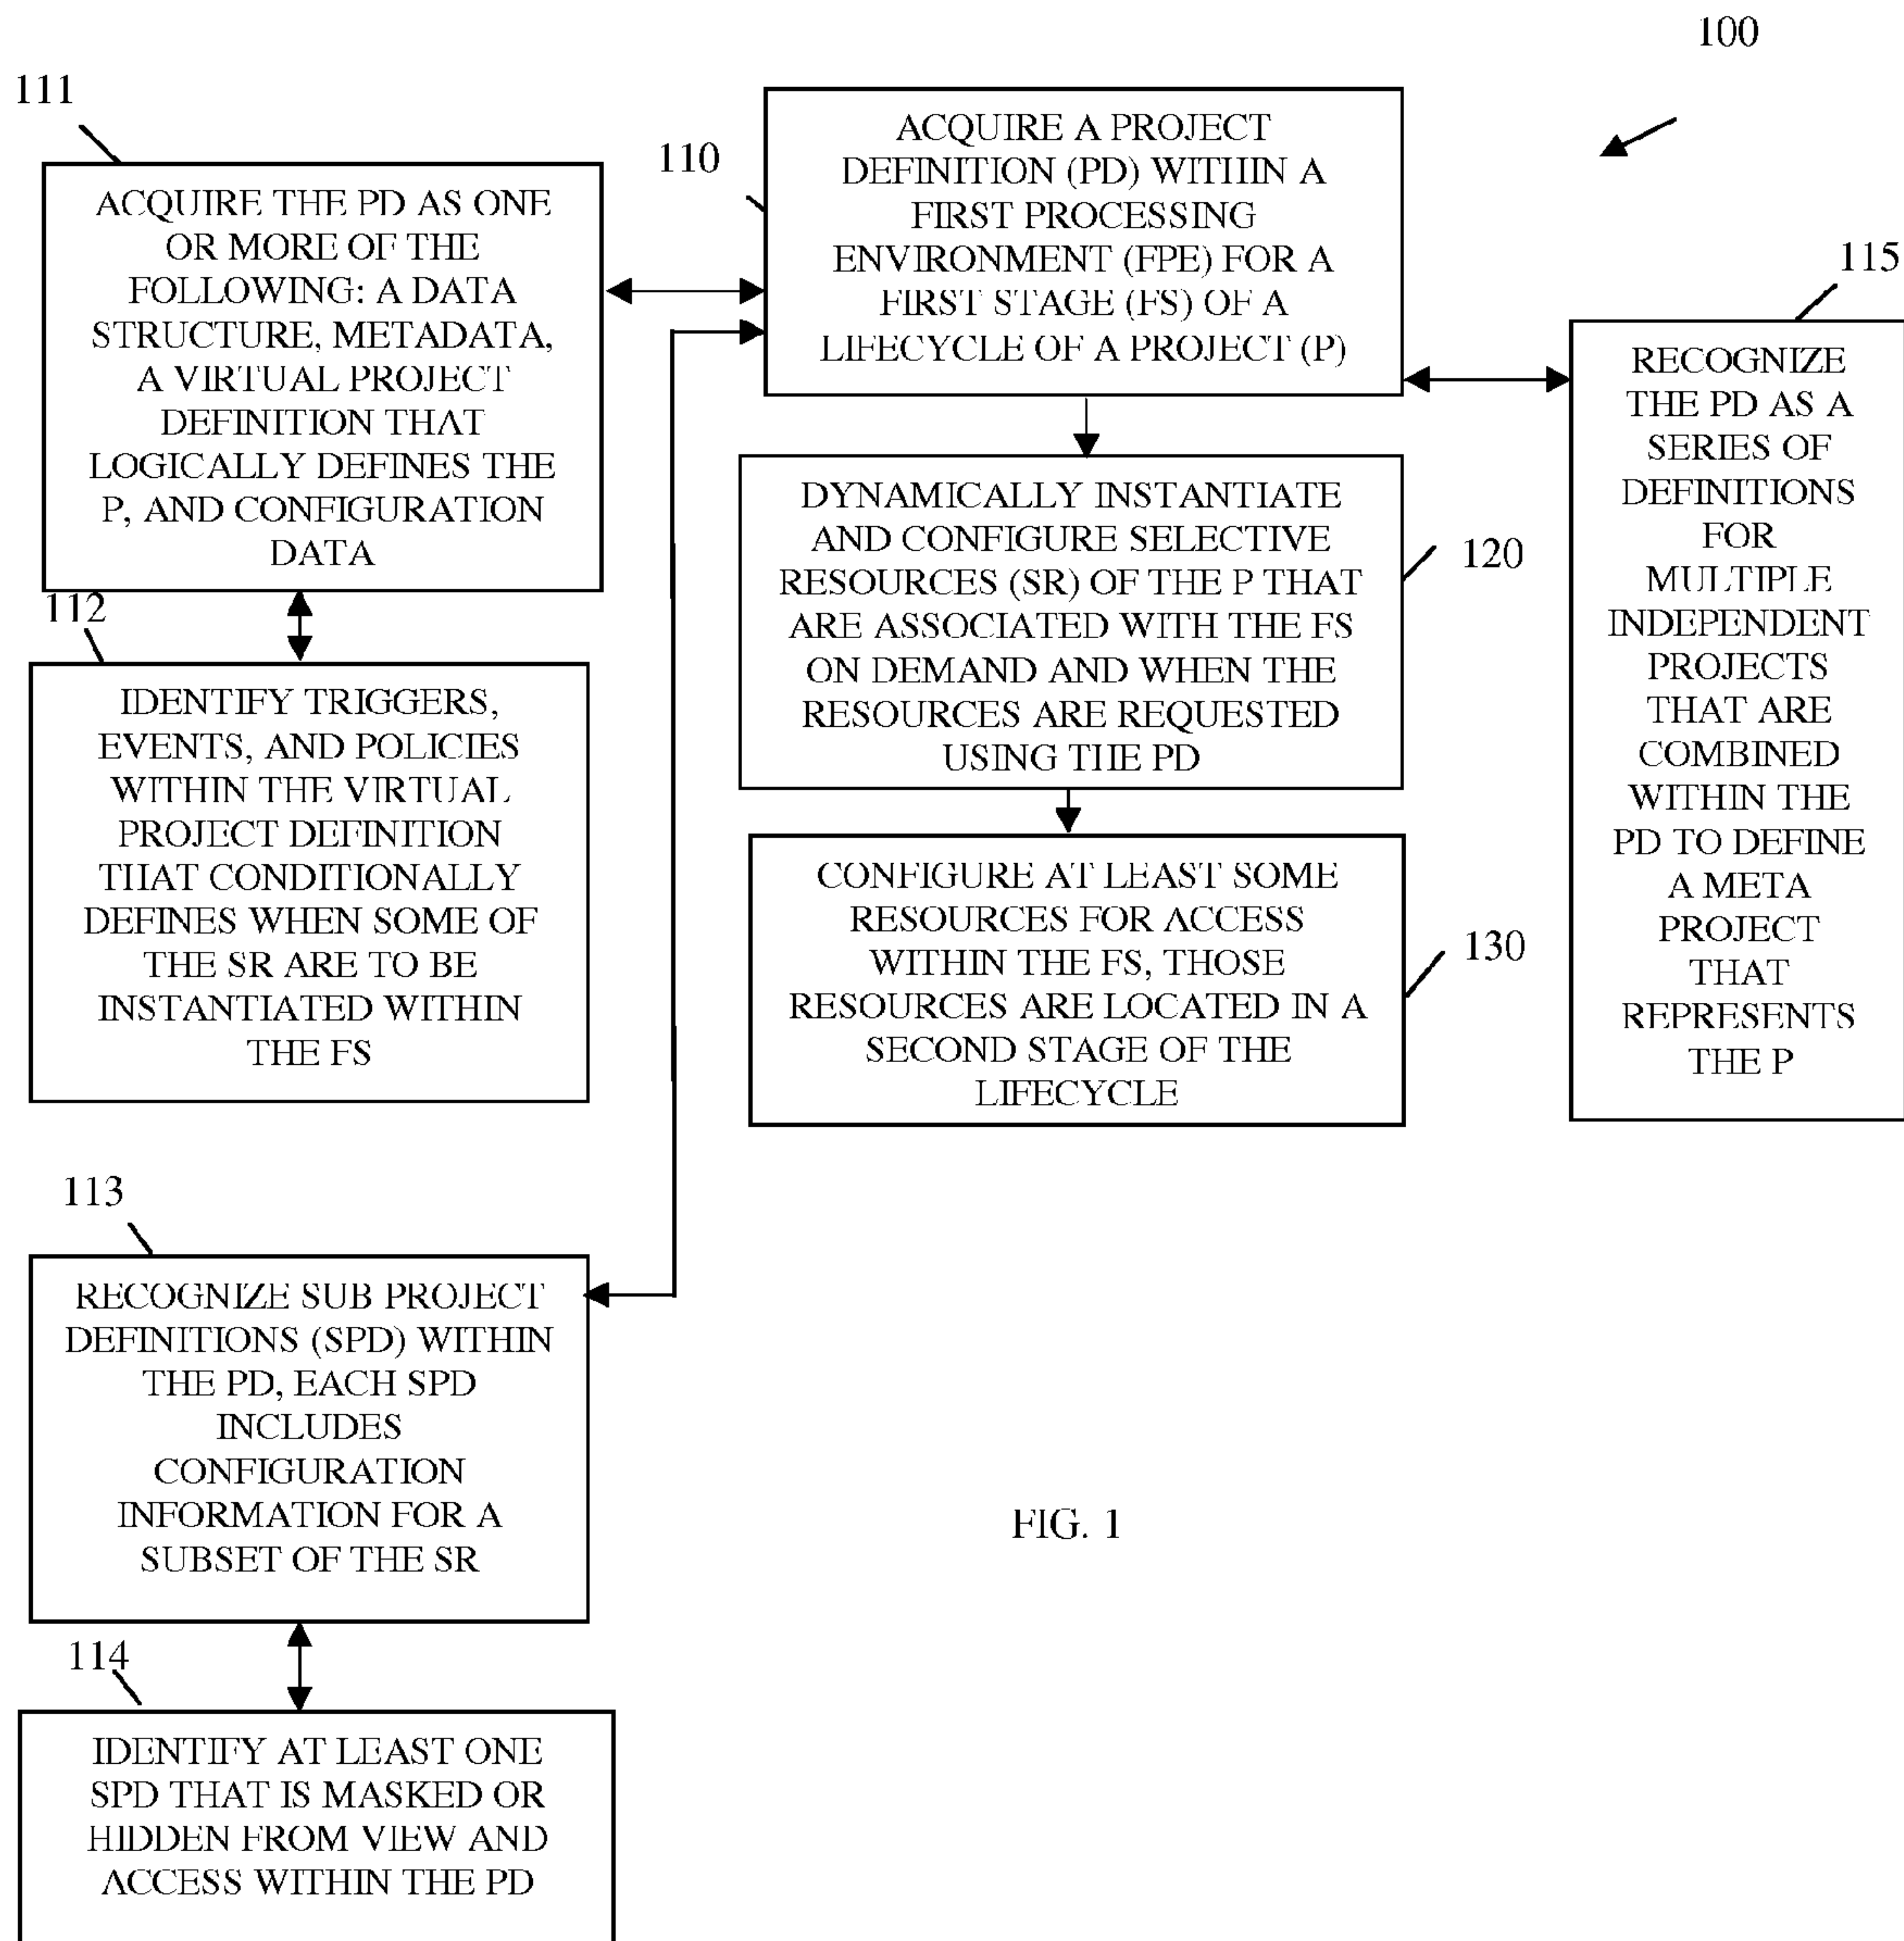 100
111
ACQUIRE THE PD AS ONE
OR MORE OF THE
FOLLOWING: A DATA
STRUCTURE, METADATA,
A VIRTUAL PROJECT
DEFINITION THAT
LOGICALLY DEFINES THE
P, AND CONFIGURATION
DATA
110
ACQUIRE A PROJECT
DEFINITION (PD) WITHIN A
FIRST PROCESSING
ENVIRONMENT (FPE) FOR A
FIRST STAGE (FS) OF A
LIFECYCLE OF A PROJECT (P)
115
RECOGNIZE
THE PD AS A
SERIES OF
DEFINITIONS
FOR
MULTIPLE
INDEPENDENT
PROJECTS
THAT ARE
COMBINED
WITHIN THE
PD TO DEFINE
A META
PROJECT
THAT
REPRESENTS
THE P
120
DYNAMICALLY INSTANTIATE
AND CONFIGURE SELECTIVE
RESOURCES (SR) OF THE P THAT
ARE ASSOCIATED WITH THE FS
ON DEMAND AND WHEN THE
RESOURCES ARE REQUESTED
USING THE PD
112
IDENTIFY TRIGGERS,
EVENTS, AND POLICIES
WITHIN THE VIRTUAL
PROJECT DEFINITION
THAT CONDITIONALLY
DEFINES WHEN SOME OF
THE SR ARE TO BE
INSTANTIATED WITHIN
THE FS
130
CONFIGURE AT LEAST SOME
RESOURCES FOR ACCESS
WITHIN THE FS, THOSE
RESOURCES ARE LOCATED IN A
SECOND STAGE OF THE
LIFECYCLE
113
RECOGNIZE SUB PROJECT
DEFINITIONS (SPD) WITHIN
THE PD, EACH SPD
INCLUDES
CONFIGURATION
INFORMATION FOR A
SUBSET OF THE SR
114
IDENTIFY AT LEAST ONE
SPD THAT IS MASKED OR
HIDDEN FROM VIEW AND
ACCESS WITHIN THE PD
FIG. 1